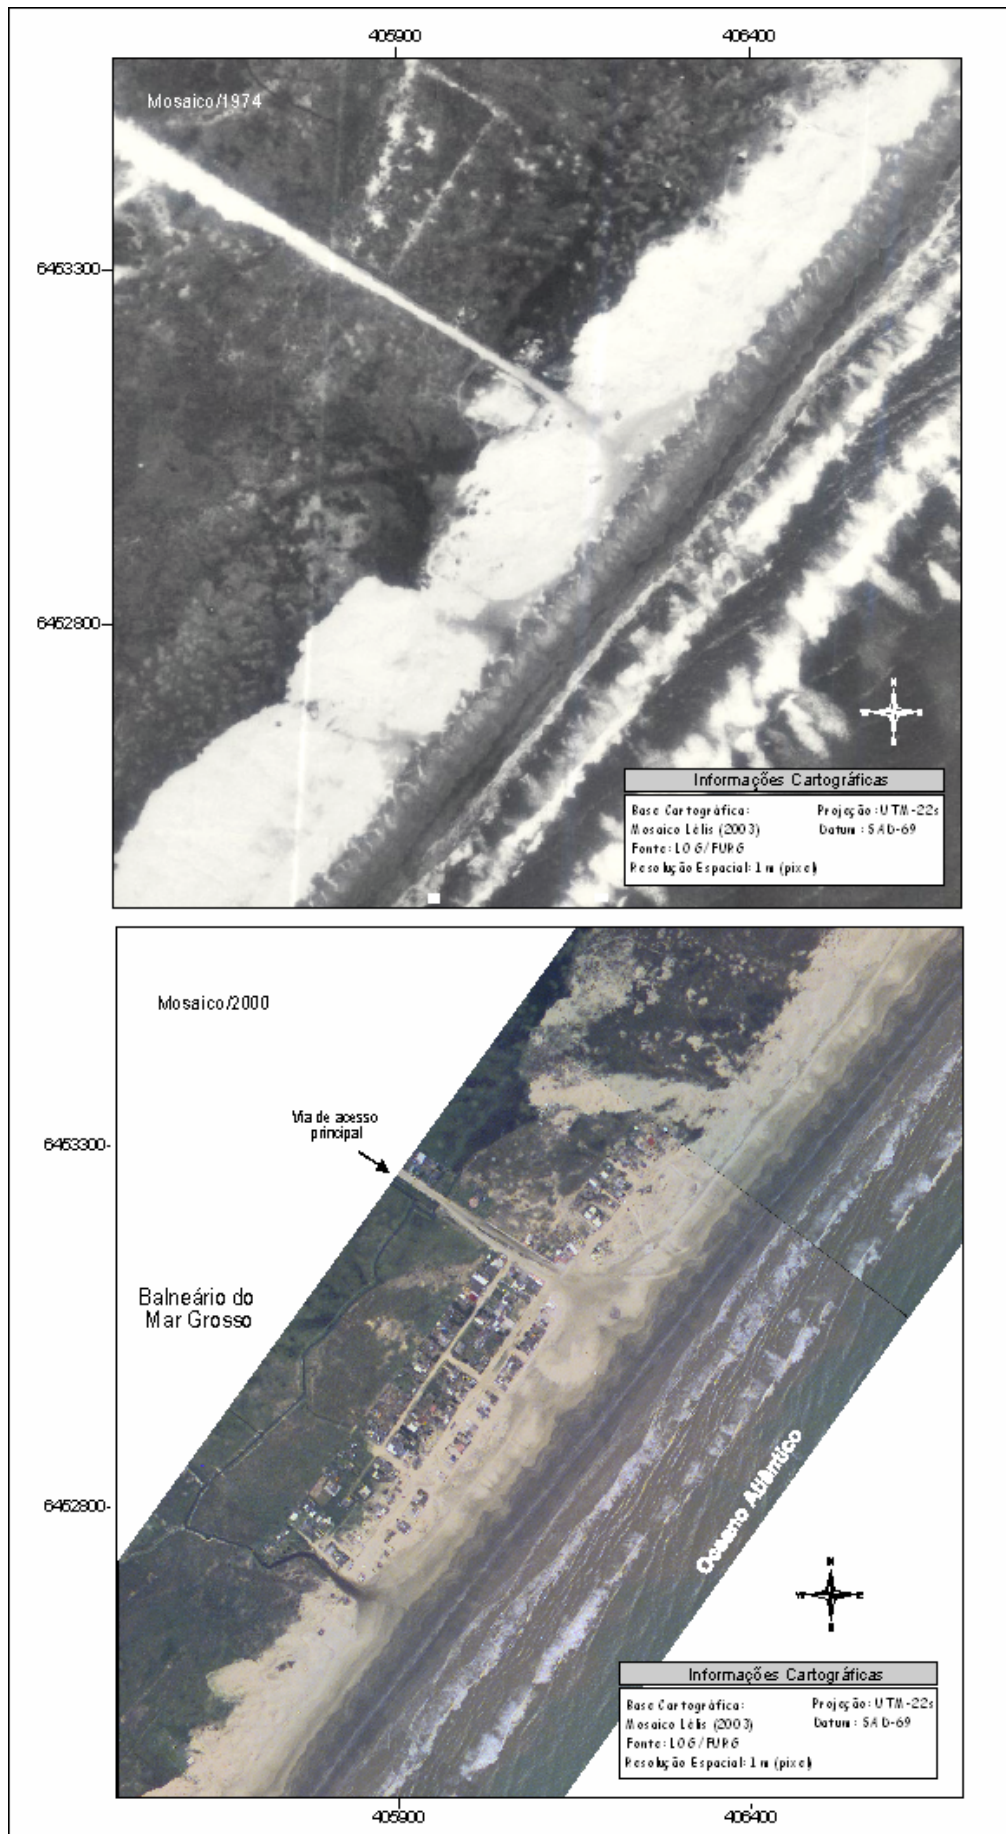 405900 406400
Mosaico/1974
6453300
6452800
N
Informações Cartográficas
Base Cartográfica: Projeção: UTM-22s
Mosaico Lélis (2003) Datum: SAD-69
Fonte: LOG/FURG
Resolução Espacial: 1 m (pixel)
Mosaico/2000
Via de acesso
principal
6453300
Balneário do
Mar Grosso
6452800
Oceano Atlântico
N
Informações Cartográficas
Base Cartográfica: Projeção: UTM-22s
Mosaico Lélis (2003) Datum: SAD-69
Fonte: LOG/FURG
Resolução Espacial: 1 m (pixel)
405900 406400